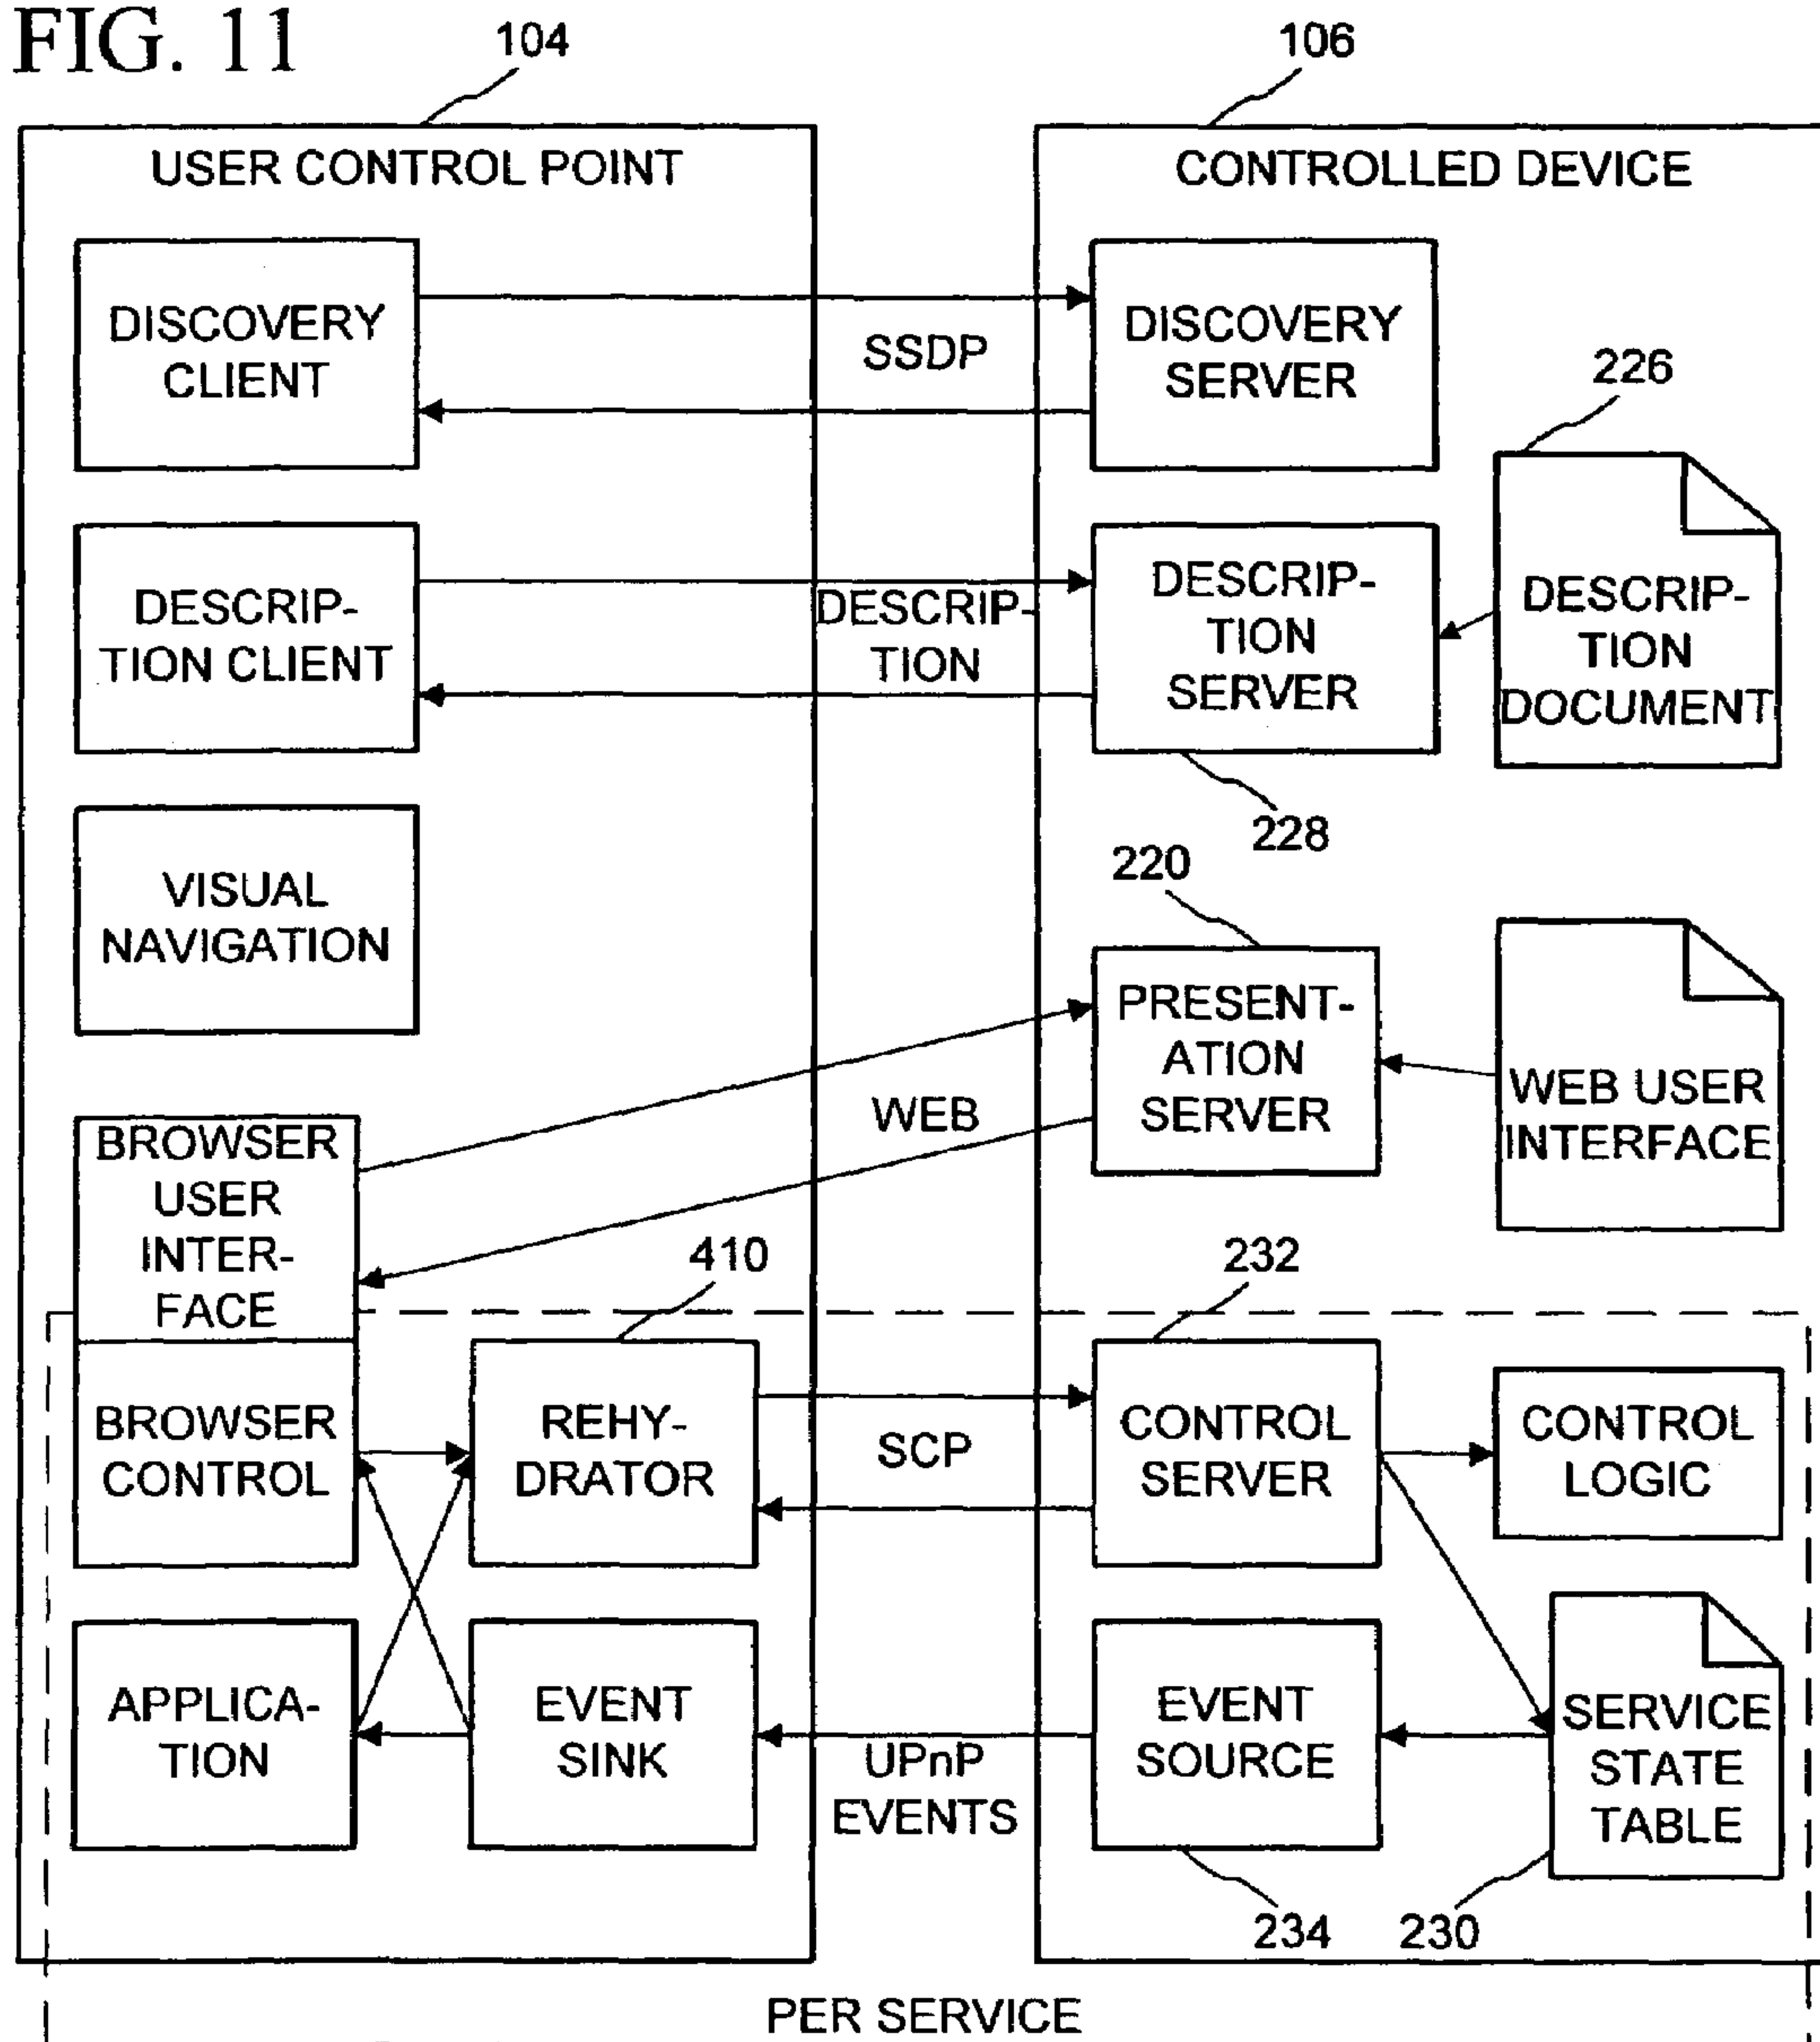 FIG. 11
104
106
USER CONTROL POINT
CONTROLLED DEVICE
DISCOVERY
CLIENT
SSDP
DISCOVERY
SERVER
226
DESCRIP-
TION CLIENT
DESCRIP-
TION
DESCRIP-
TION
SERVER
DESCRIP-
TION
DOCUMENT
228
VISUAL
NAVIGATION
220
PRESENT-
ATION
SERVER
WEB USER
INTERFACE
WEB
BROWSER
USER
INTER-
FACE
410
232
BROWSER
CONTROL
REHY-
DRATOR
SCP
CONTROL
SERVER
CONTROL
LOGIC
APPLICA-
TION
EVENT
SINK
UPnP
EVENTS
EVENT
SOURCE
SERVICE
STATE
TABLE
234
230
PER SERVICE